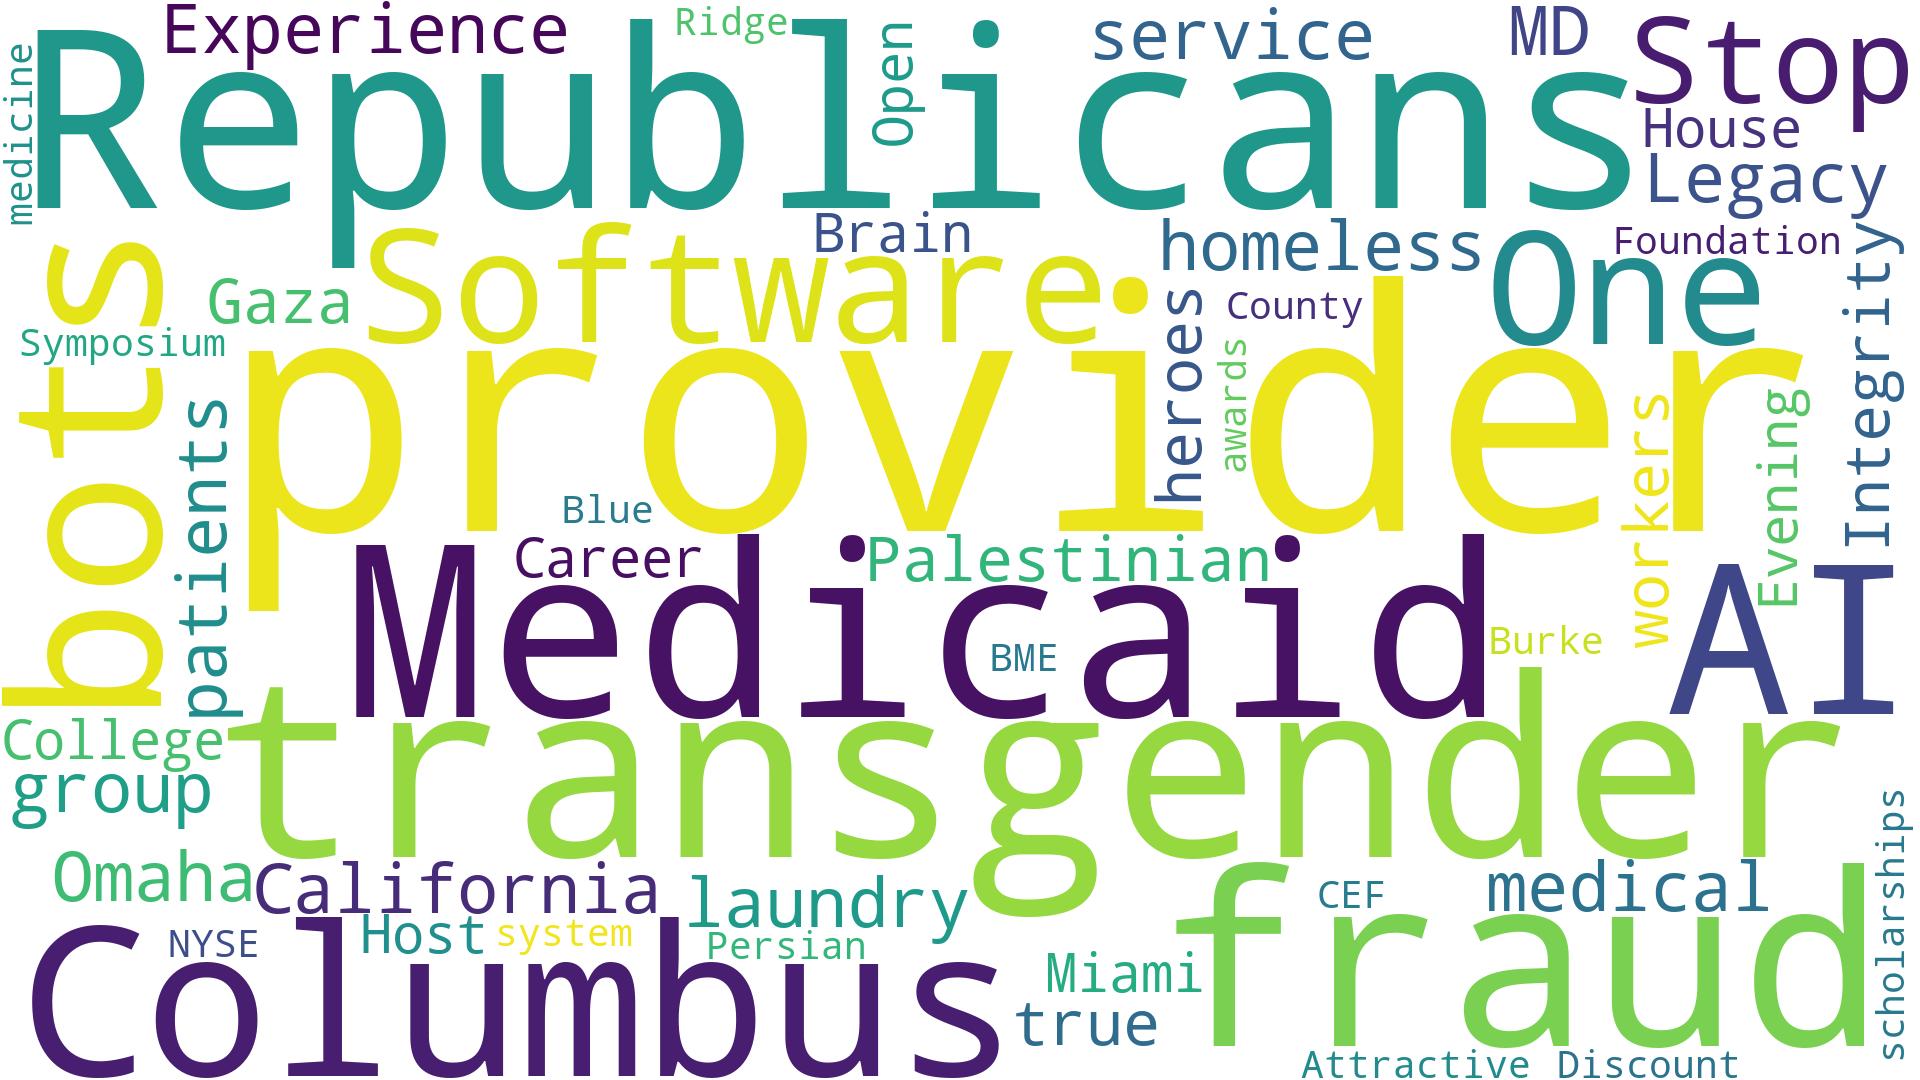 Experience
Ridge
Open
service
MD
Stop
medicine
Republicans
House
Legacy
Brain
homeless
Foundation
One
Software
Gaza
bots
County
heroes
awards
Integrity
Symposium
provider
patients
workers
Evening
Blue
Career
Palestinian
Medicaid
BME
Burke
AI
College
group
transgender
Omaha
California
laundry
CEF
medical
scholarships
NYSE
Host
system
Persian
Columbus
Miami
true
fraud
Attractive Discount